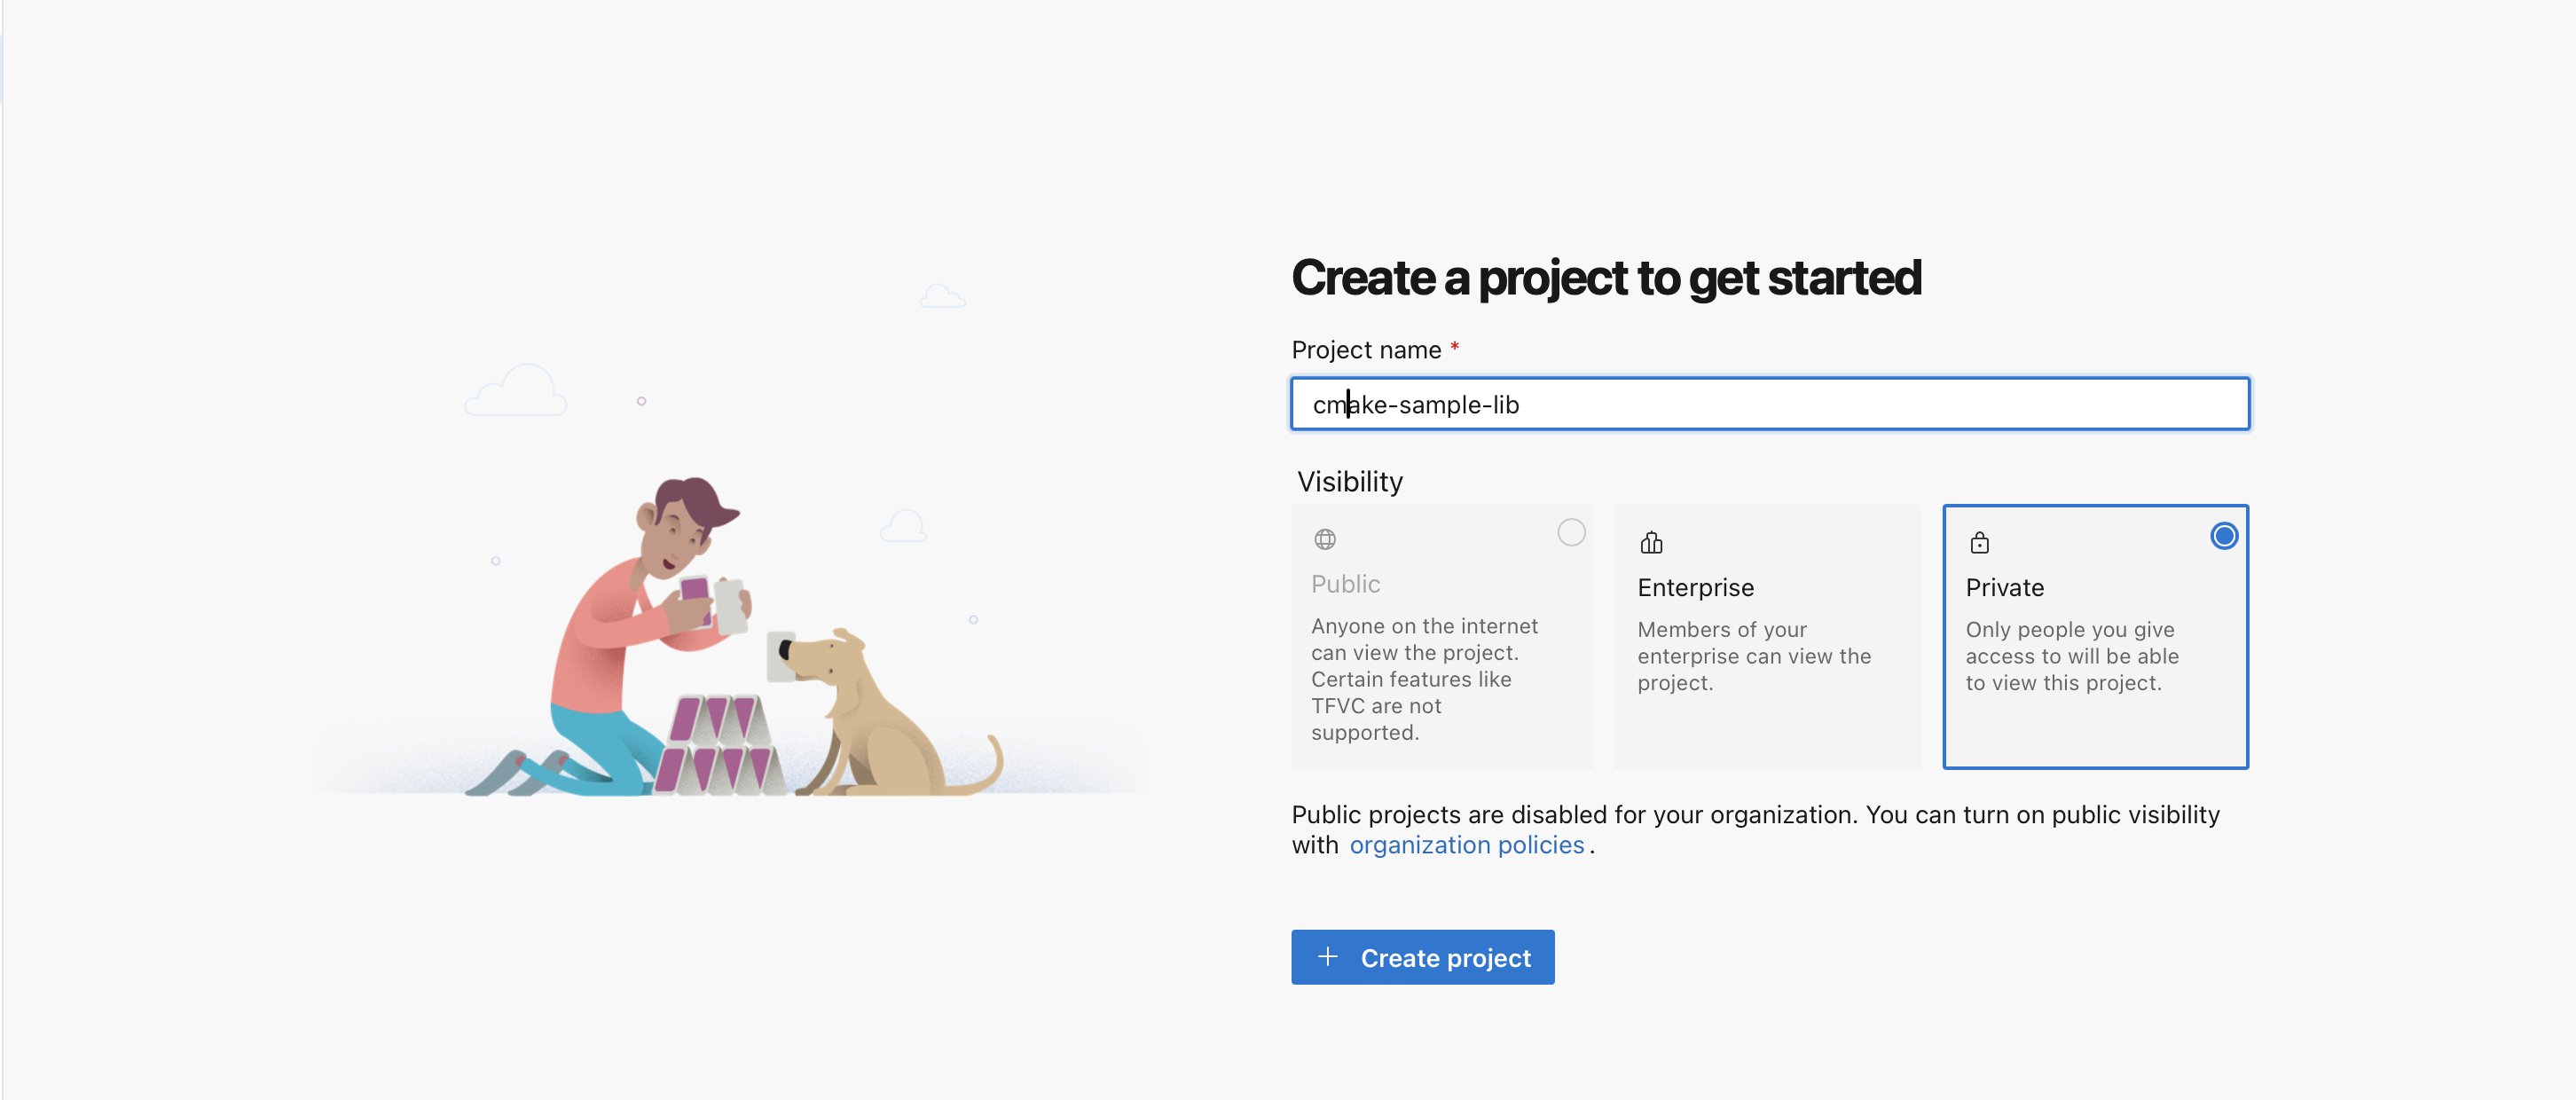 Create a project to get started
Project name *
cmake-sample-lib
Visibility
Public
Anyone on the internet
can view the project.
Certain features like
TFVC are not
supported.
Enterprise
Members of your
enterprise can view the
project.
Private
Only people you give
access to will be able
to view this project.
Public projects are disabled for your organization. You can turn on public visibility
with organization policies.
+ Create project